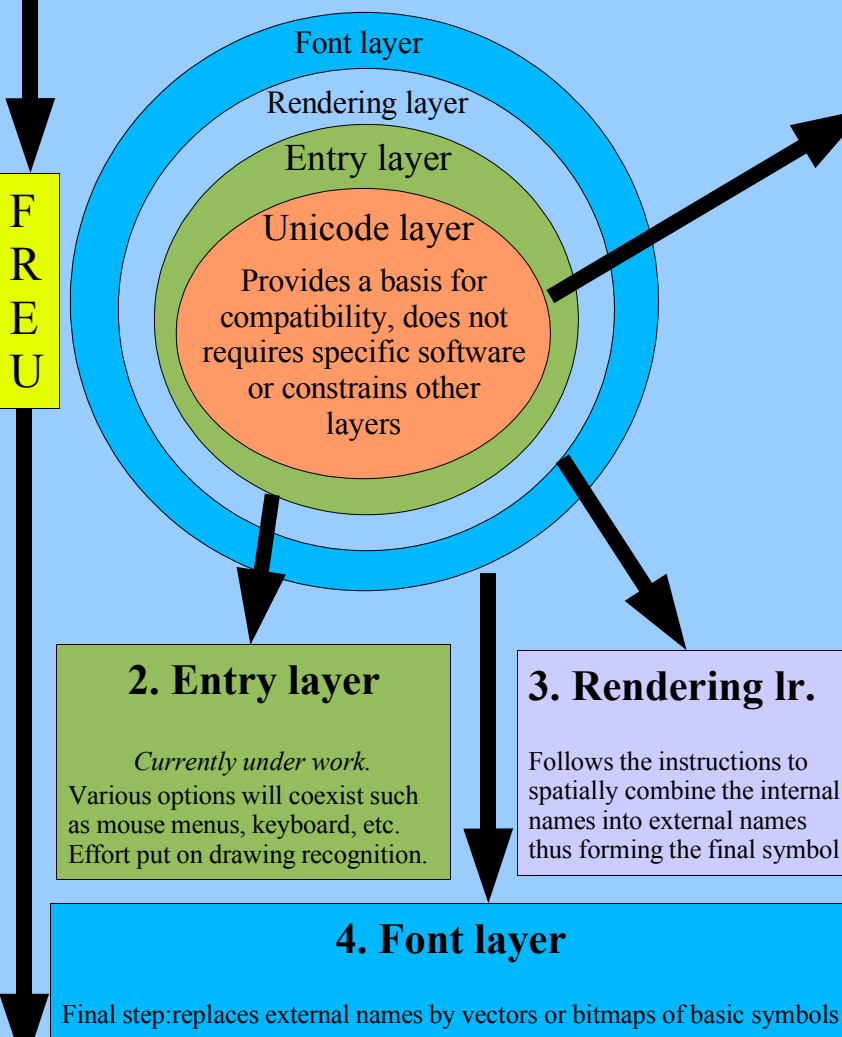 Font layer
Rendering layer
Entry layer
Unicode layer
Provides a basis for
compatibility, does not
requires specific software
or constrains other
layers
F
R
E
U
2. Entry layer
Currently under work.
Various options will coexist such
as mouse menus, keyboard, etc.
Effort put on drawing recognition.
3. Rendering lr.
Follows the instructions to
spatially combine the internal
names into external names
thus forming the final symbol
4. Font layer
Final step:replaces external names by vectors or bitmaps of basic symbols